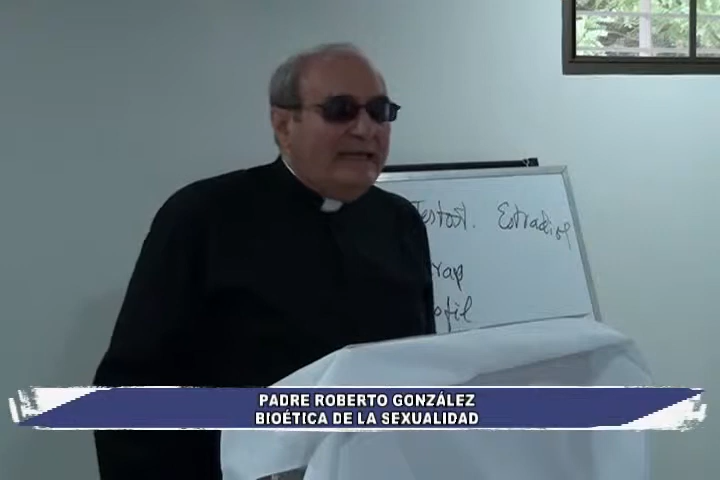 Testost. Estradiol
PADRE ROBERTO GONZÁLEZ
BIOÉTICA DE LA SEXUALIDAD